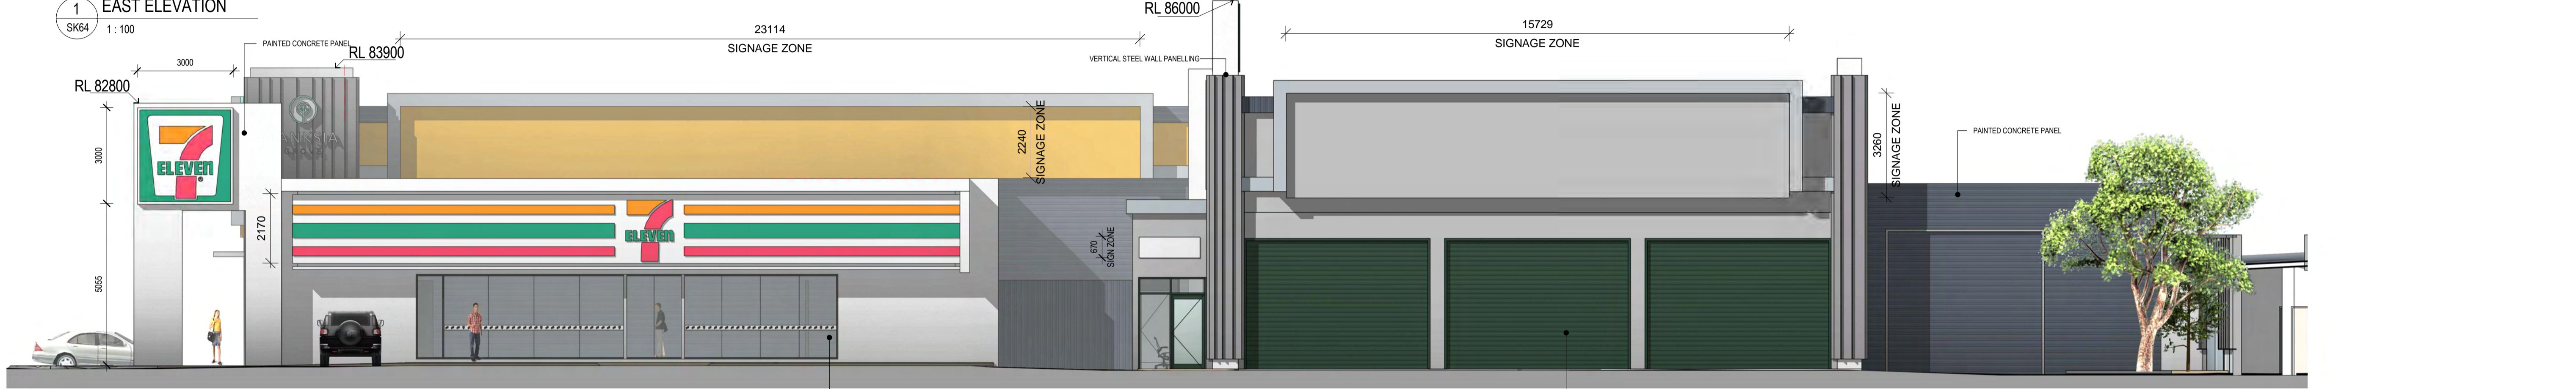 1
SK64
EAST ELEVATION
1 : 100
PAINTED CONCRETE PANEL
RL 83900
3000
RL 82800
23114
SIGNAGE ZONE
RL 86000
VERTICAL STEEL WALL PANELLING
15729
SIGNAGE ZONE
3000
5055
7
ELEVEN
®
2170
7
ELEVEN
2240
SIGNAGE ZONE
670
SIGN ZONE
3260
SIGNAGE ZONE
PAINTED CONCRETE PANEL